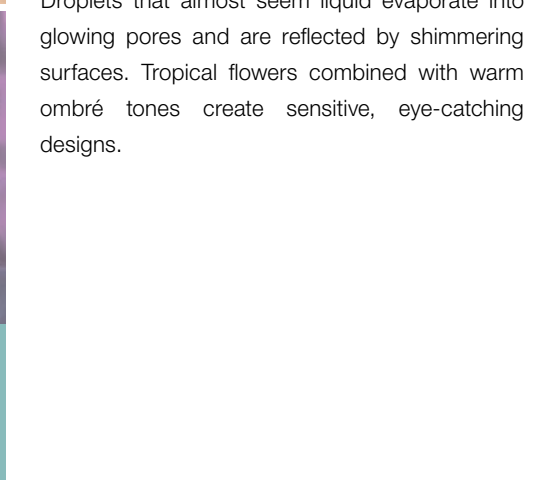 Droplets that almost seem liquid evaporate into
glowing pores and are reflected by shimmering
surfaces. Tropical flowers combined with warm
ombré tones create sensitive, eye-catching
designs.